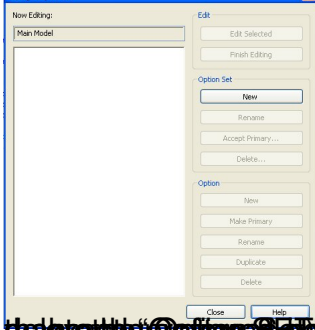 Now Editing:
Main Model
Edit
Edit Selected
Finish Editing
Option Set
New
Rename
Accept Primary...
Delete...
Option
New
Make Primary
Rename
Duplicate
Delete
Close
Help